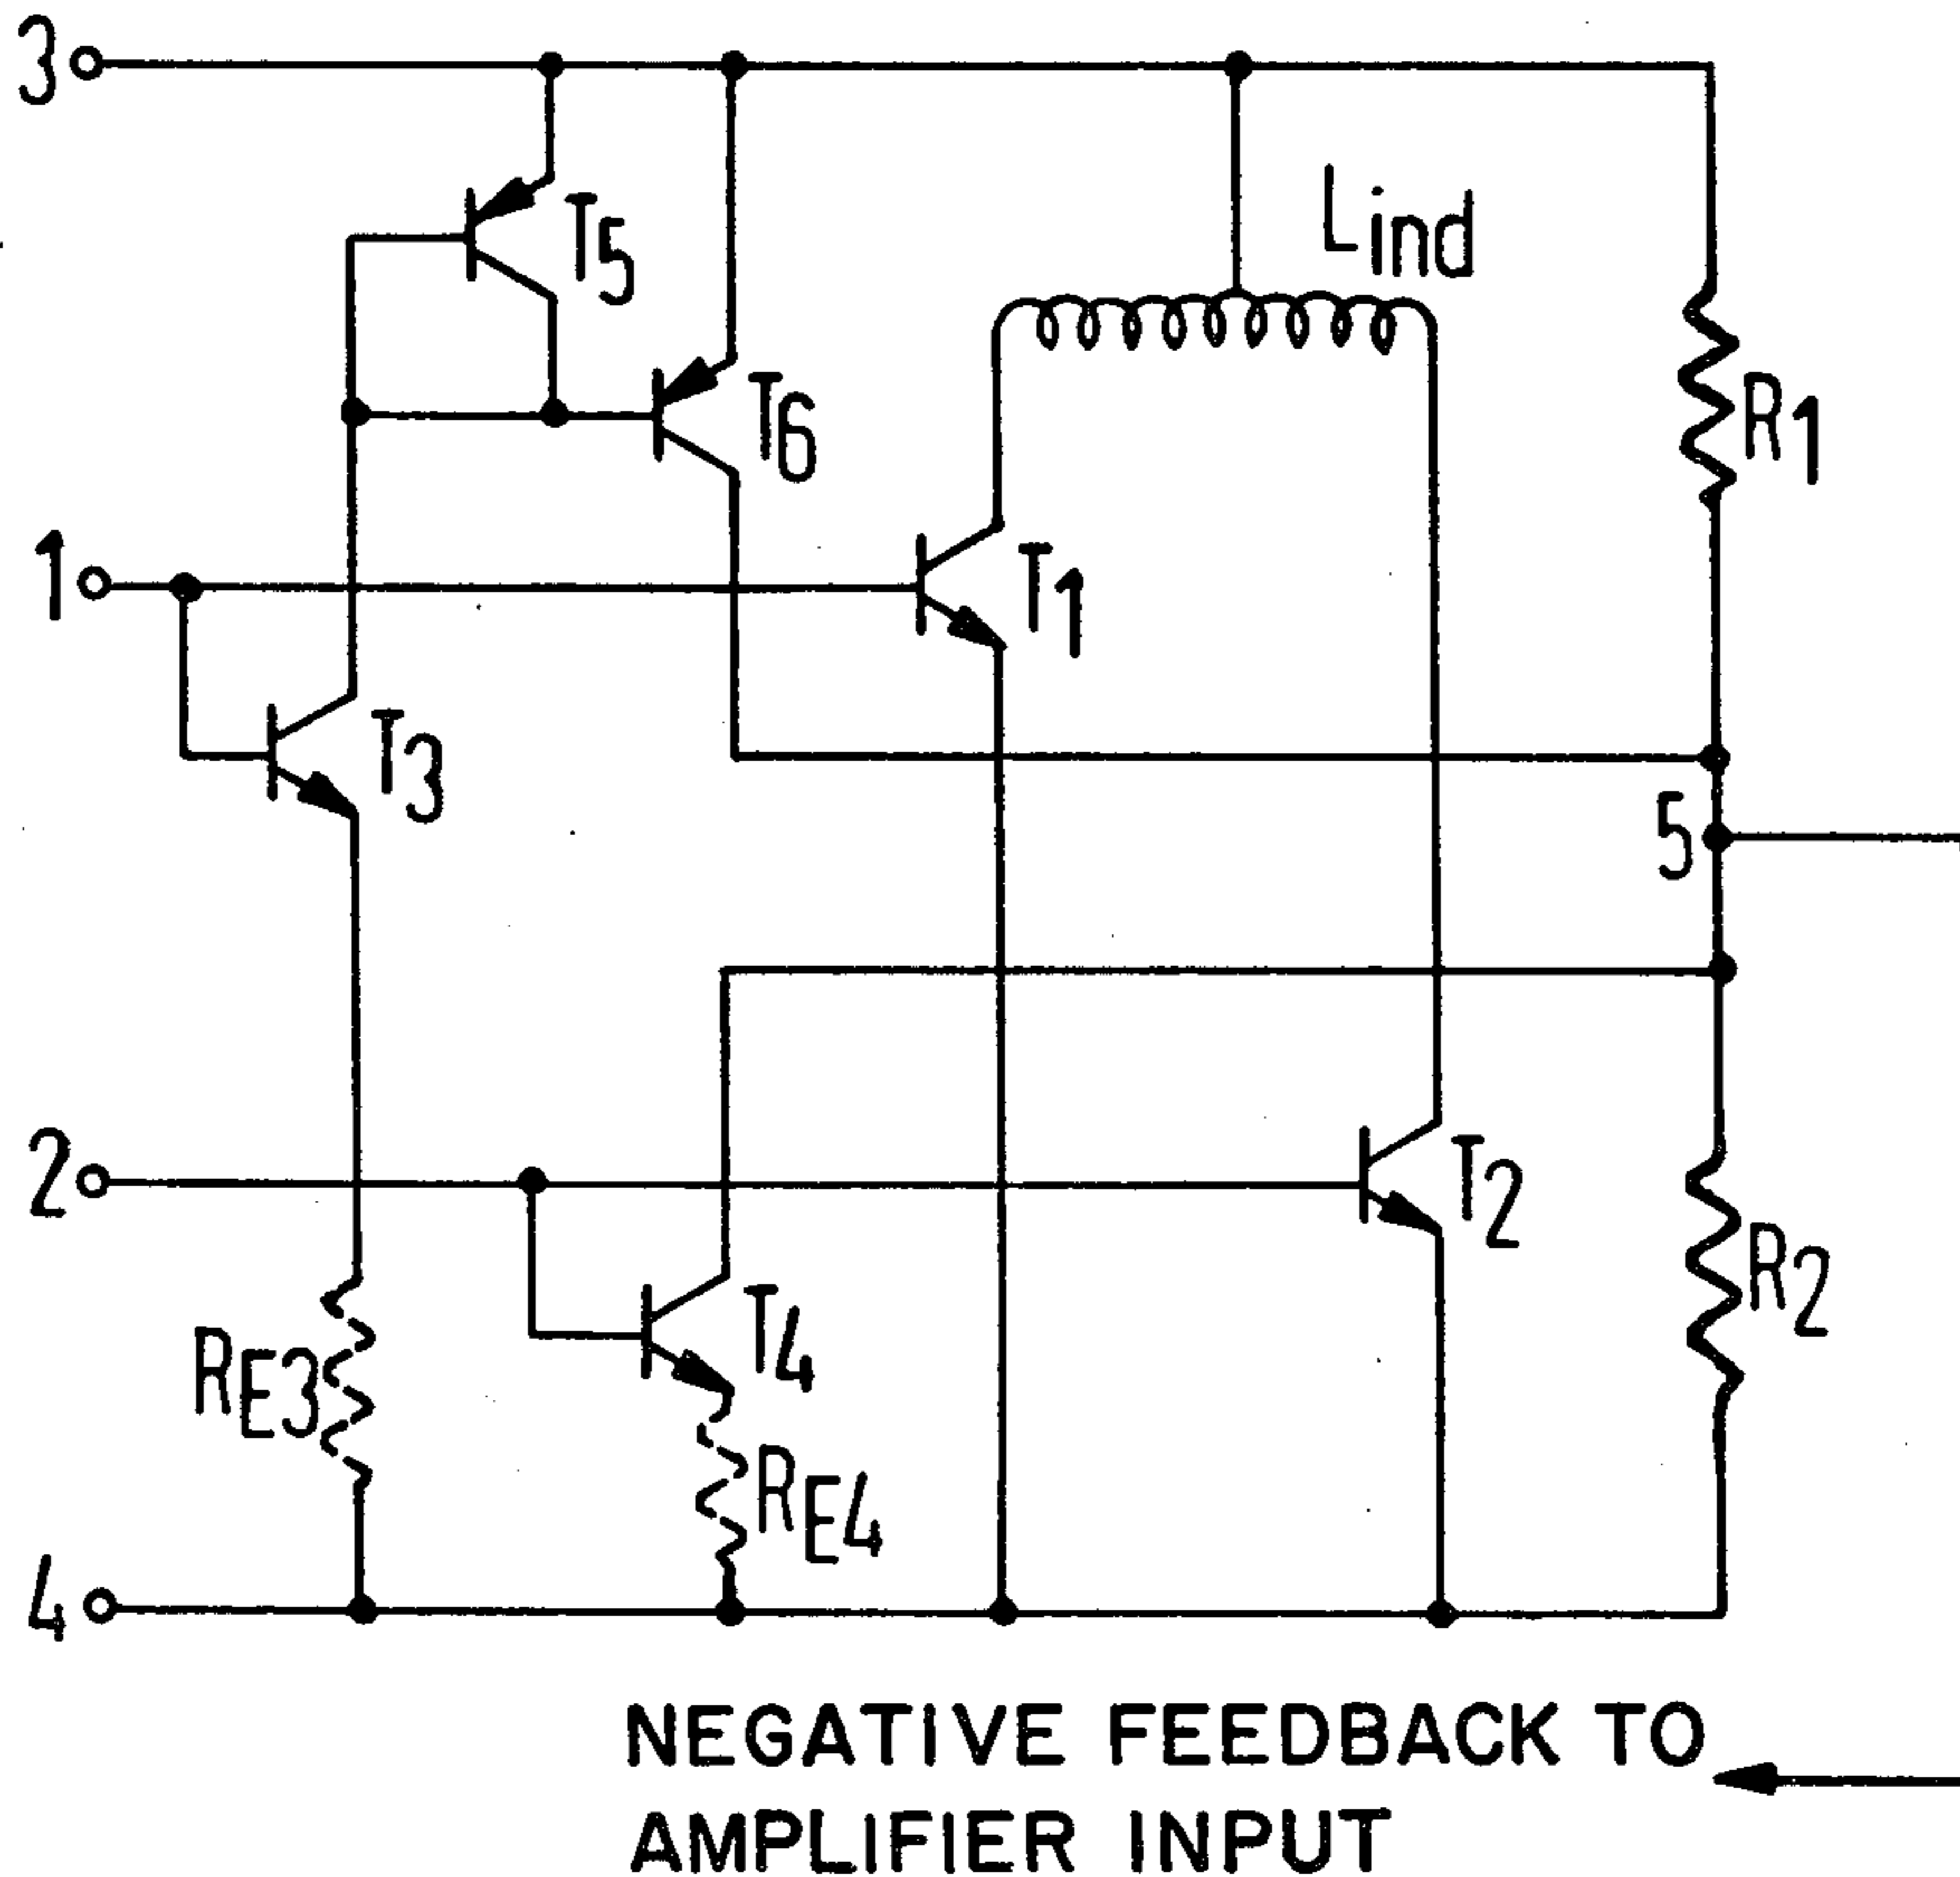 3
T5
Lind
T6
R1
1
T1
T3
5
2
T2
R2
T4
RE3
RE4
4
NEGATIVE FEEDBACK TO
AMPLIFIER INPUT